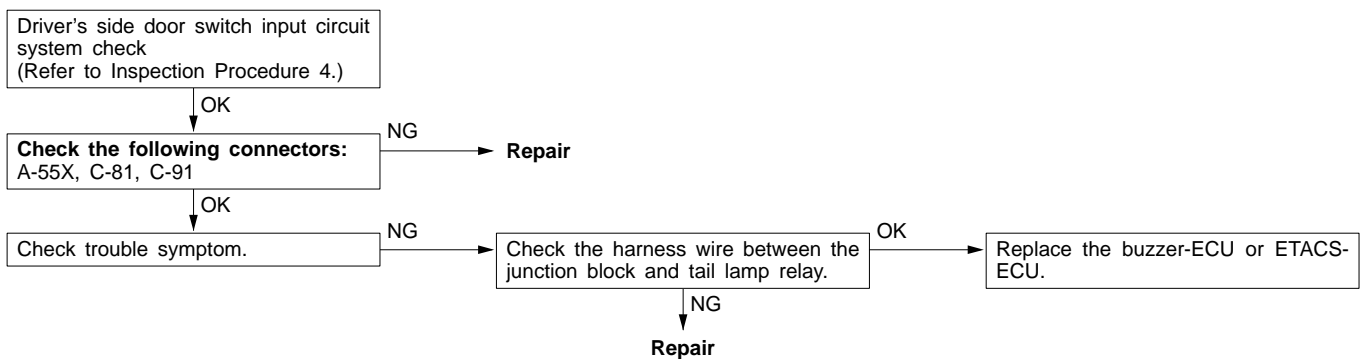 Driver's side door switch input circuit
system check
(Refer to Inspection Procedure 4.)
OK
Check the following connectors:
A-55X, C-81, C-91
NG
Repair
OK
Check trouble symptom.
NG
Check the harness wire between the
junction block and tail lamp relay.
OK
Replace the buzzer-ECU or ETACS-
ECU.
NG
Repair